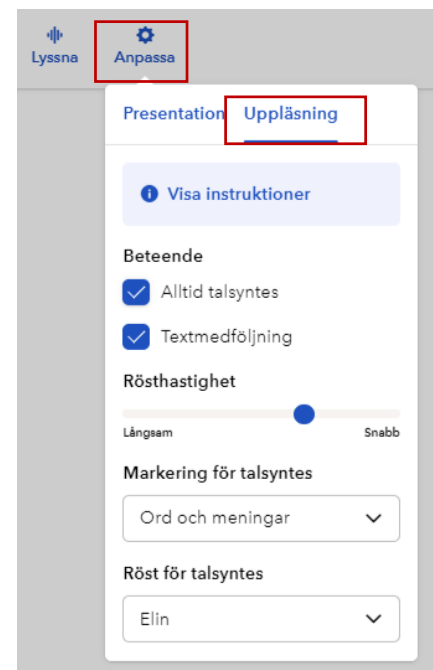 Lyssna Anpassa
Presentation Uppläsning
Visa instruktioner
Beteende
Alltid talsyntes
Textmedföljning
Rösthastighet
Långsam Snabb
Markering för talsyntes
Ord och meningar
Röst för talsyntes
Elin